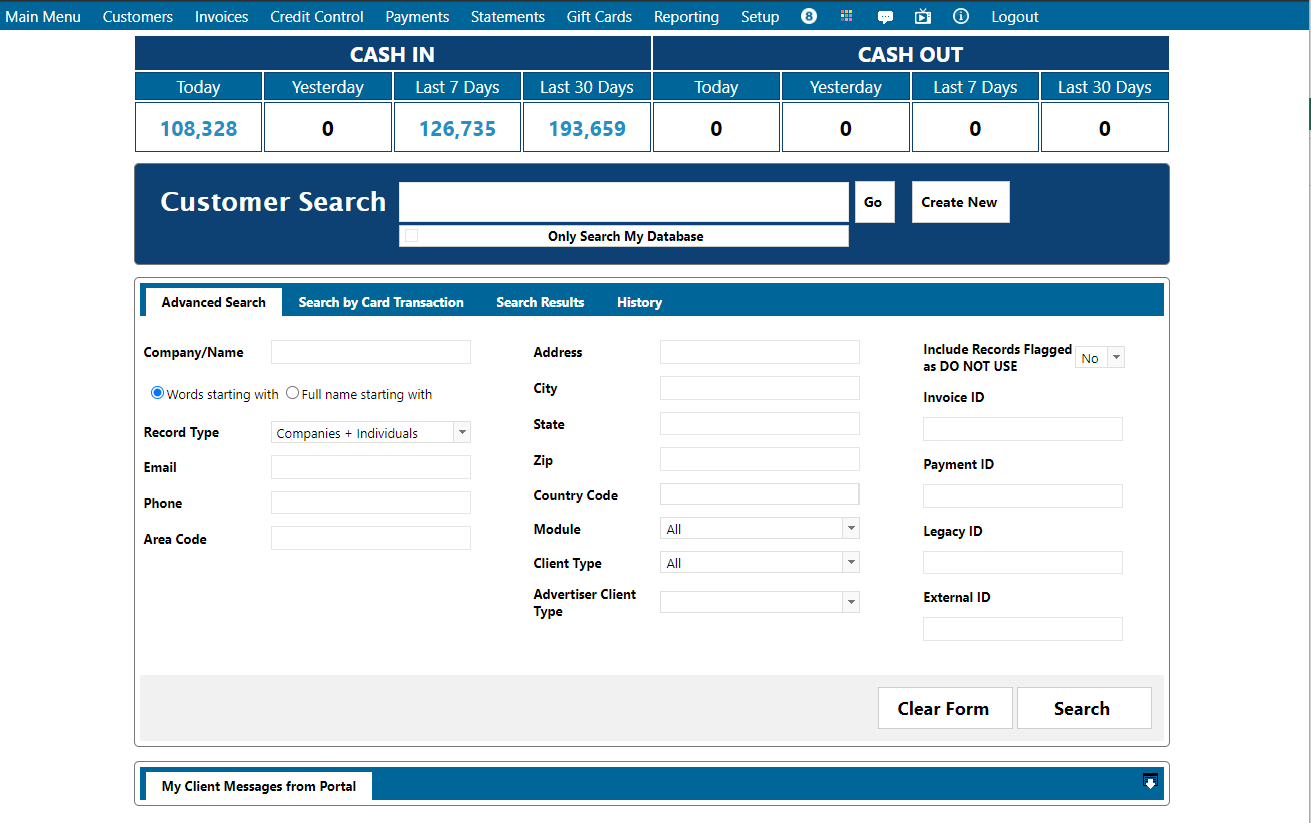 Main Menu Customers Invoices Credit Control Payments Statements Gift Cards Reporting Setup 8 Logout
CASH IN CASH OUT
Today Yesterday Last 7 Days Last 30 Days Today Yesterday Last 7 Days Last 30 Days
108,328 0 126,735 193,659 0 0 0 0
Customer Search Go Create New
Only Search My Database
Advanced Search Search by Card Transaction Search Results History
Company/Name
Words starting with Full name starting with
Record Type Companies + Individuals
Email
Phone
Area Code
Address
City
State
Zip
Country Code
Module All
Client Type All
Advertiser Client
Type
Include Records Flagged
as DO NOT USE No
Invoice ID
Payment ID
Legacy ID
External ID
Clear Form Search
My Client Messages from Portal